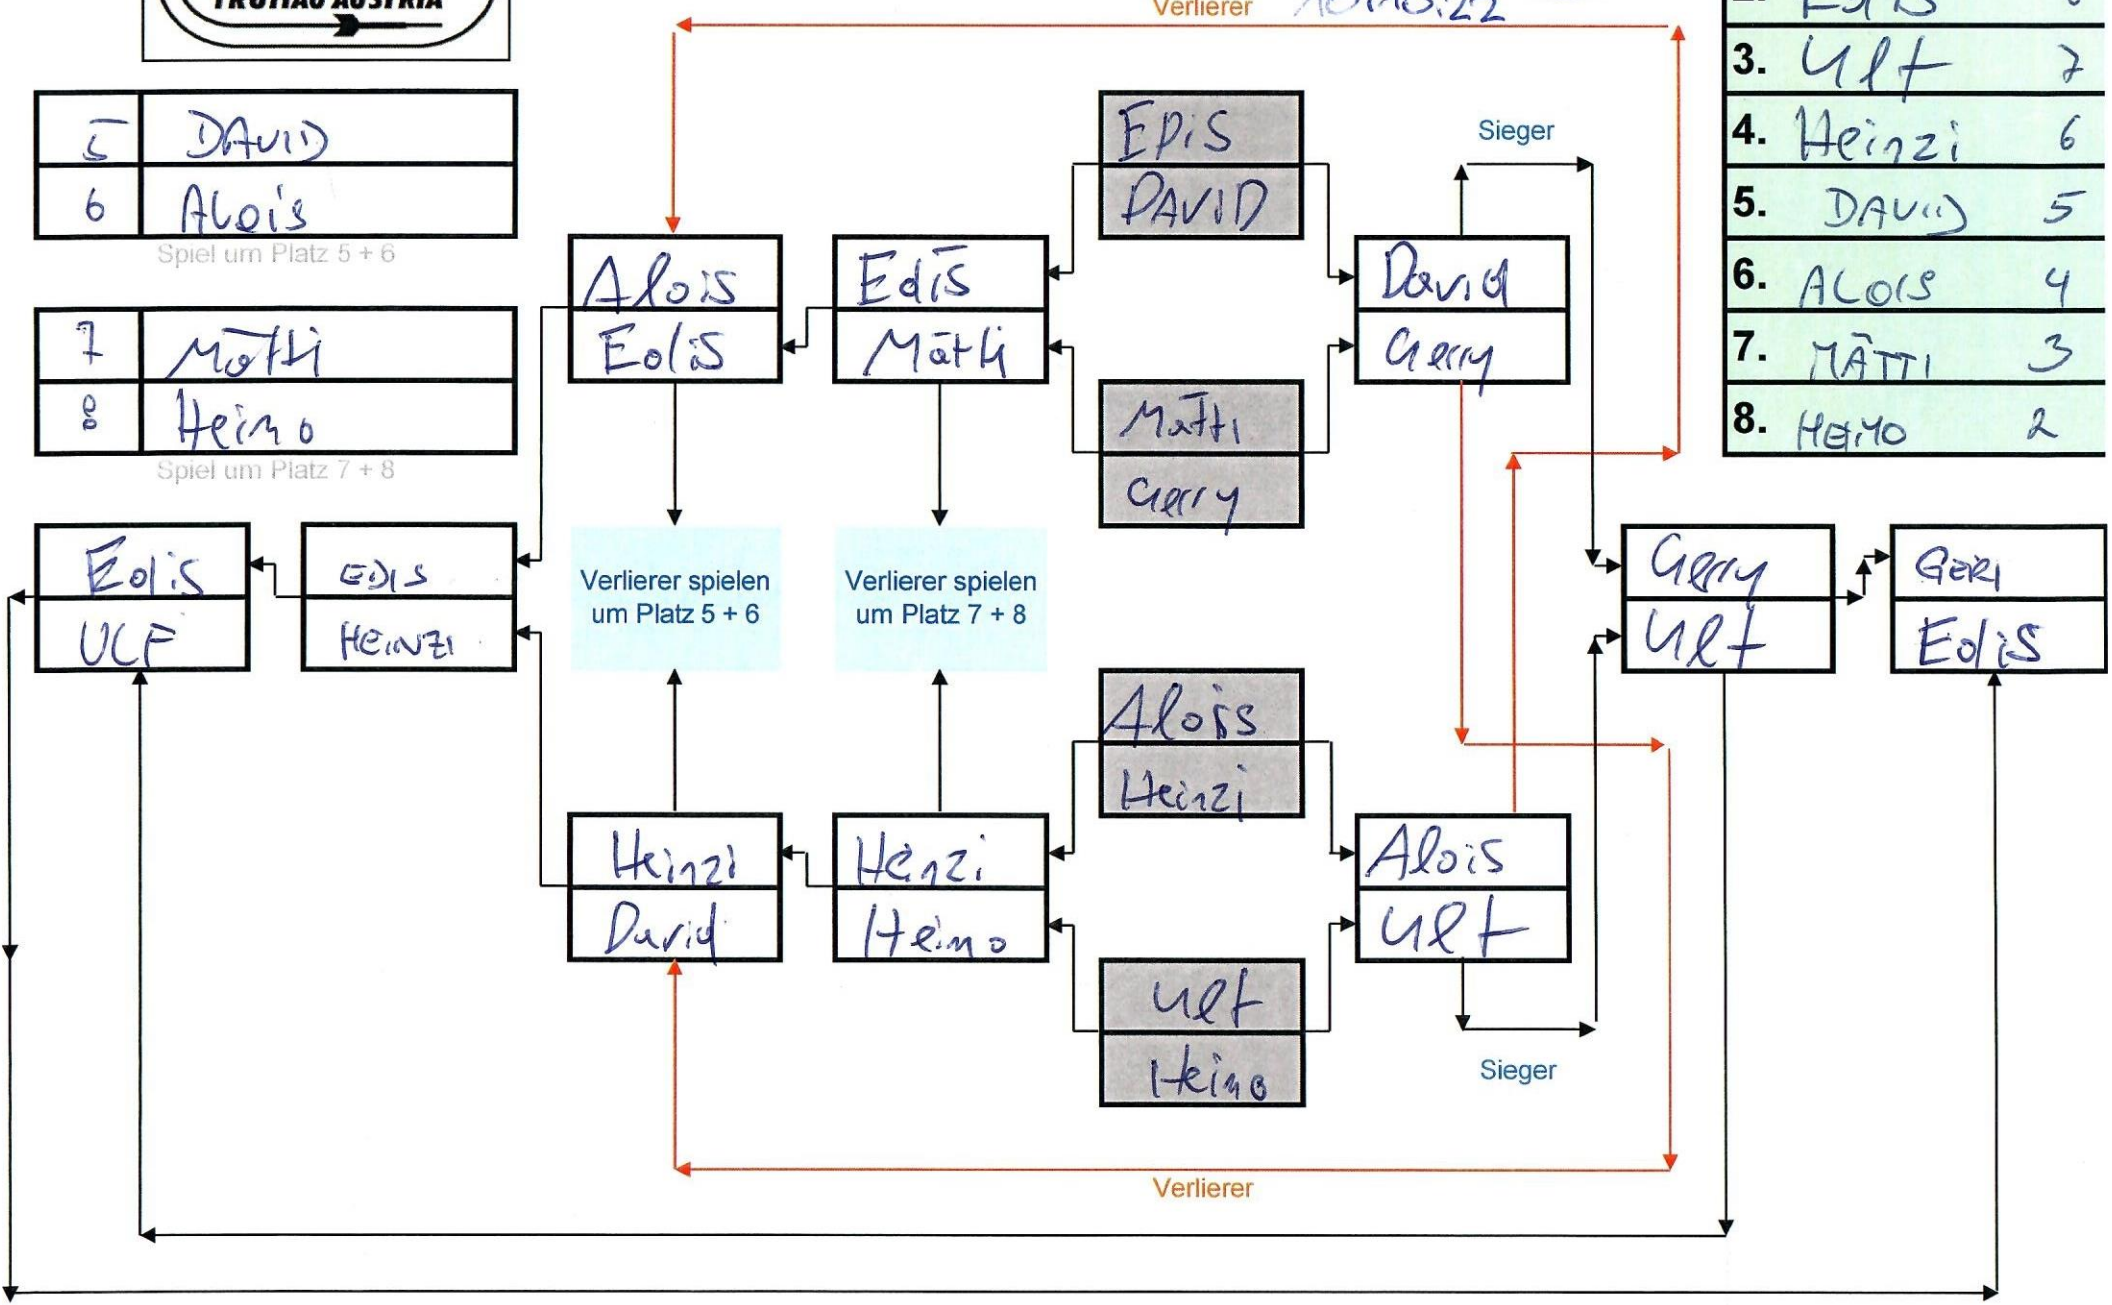 AUSTRIA
Verlierer
3. Ulf 7
4. Heinzi 6
5. DAVID 5
6. ALOIS 4
7. MÄTTI 3
8. HEIMO 2
5 DAVID
6 Alois
Spiel um Platz 5 + 6
7 Mätti
8 Heimo
Spiel um Platz 7 + 8
EDIS
DAVID
Sieger
Alois
Edis
Edis
Mätti
David
Gerry
Mätti
Gerry
Edis
ULF
EDIS
HEINZI
Verlierer spielen
um Platz 5 + 6
Verlierer spielen
um Platz 7 + 8
Gerry
Ulf
GERI
Edis
Alois
Heinzi
Heinzi
David
Heinzi
Heimo
Alois
Ulf
Ulf
Heimo
Sieger
Verlierer